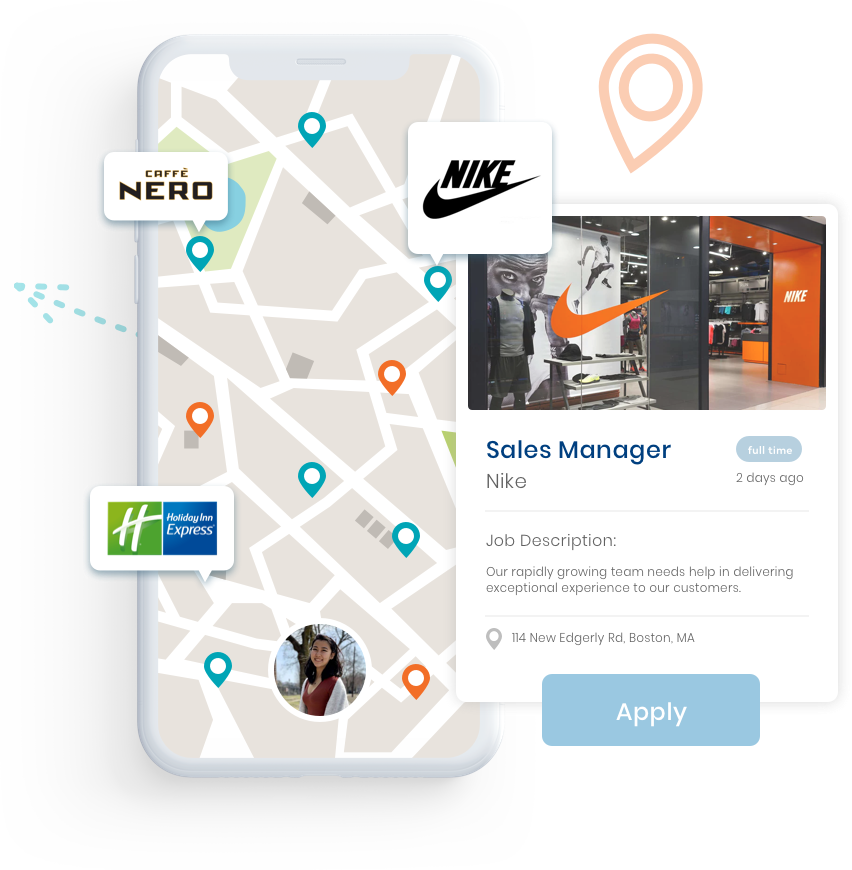 CAFFÈ
NERO
NIKE
NIKE
Holiday Inn
Express
Sales Manager
full time
Nike
2 days ago
Job Description:
Our rapidly growing team needs help in delivering
exceptional experience to our customers.
114 New Edgerly Rd, Boston, MA
Apply